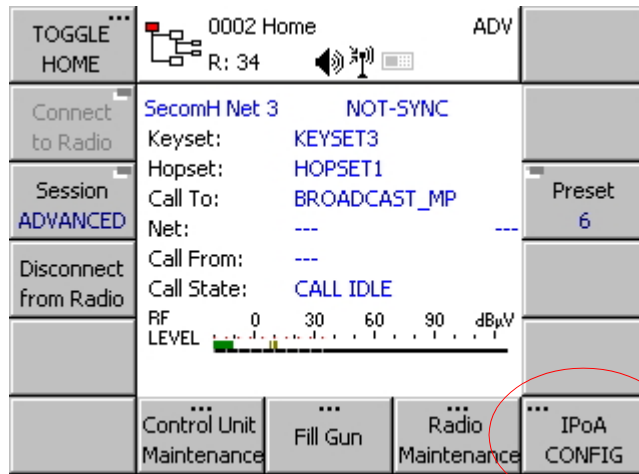 TOGGLE
HOME
0002 Home ADV
R: 34
Connect
to Radio
Session
ADVANCED
Disconnect
from Radio
SecomH Net 3 NOT-SYNC
Keyset: KEYSET3
Hopset: HOPSET1
Call To: BROADCAST_MP
Net: --- ---
Call From: ---
Call State: CALL IDLE
RF 0 30 60 90 dBµV
LEVEL
Preset
6
Control Unit
Maintenance
Fill Gun
Radio
Maintenance
IPoA
CONFIG